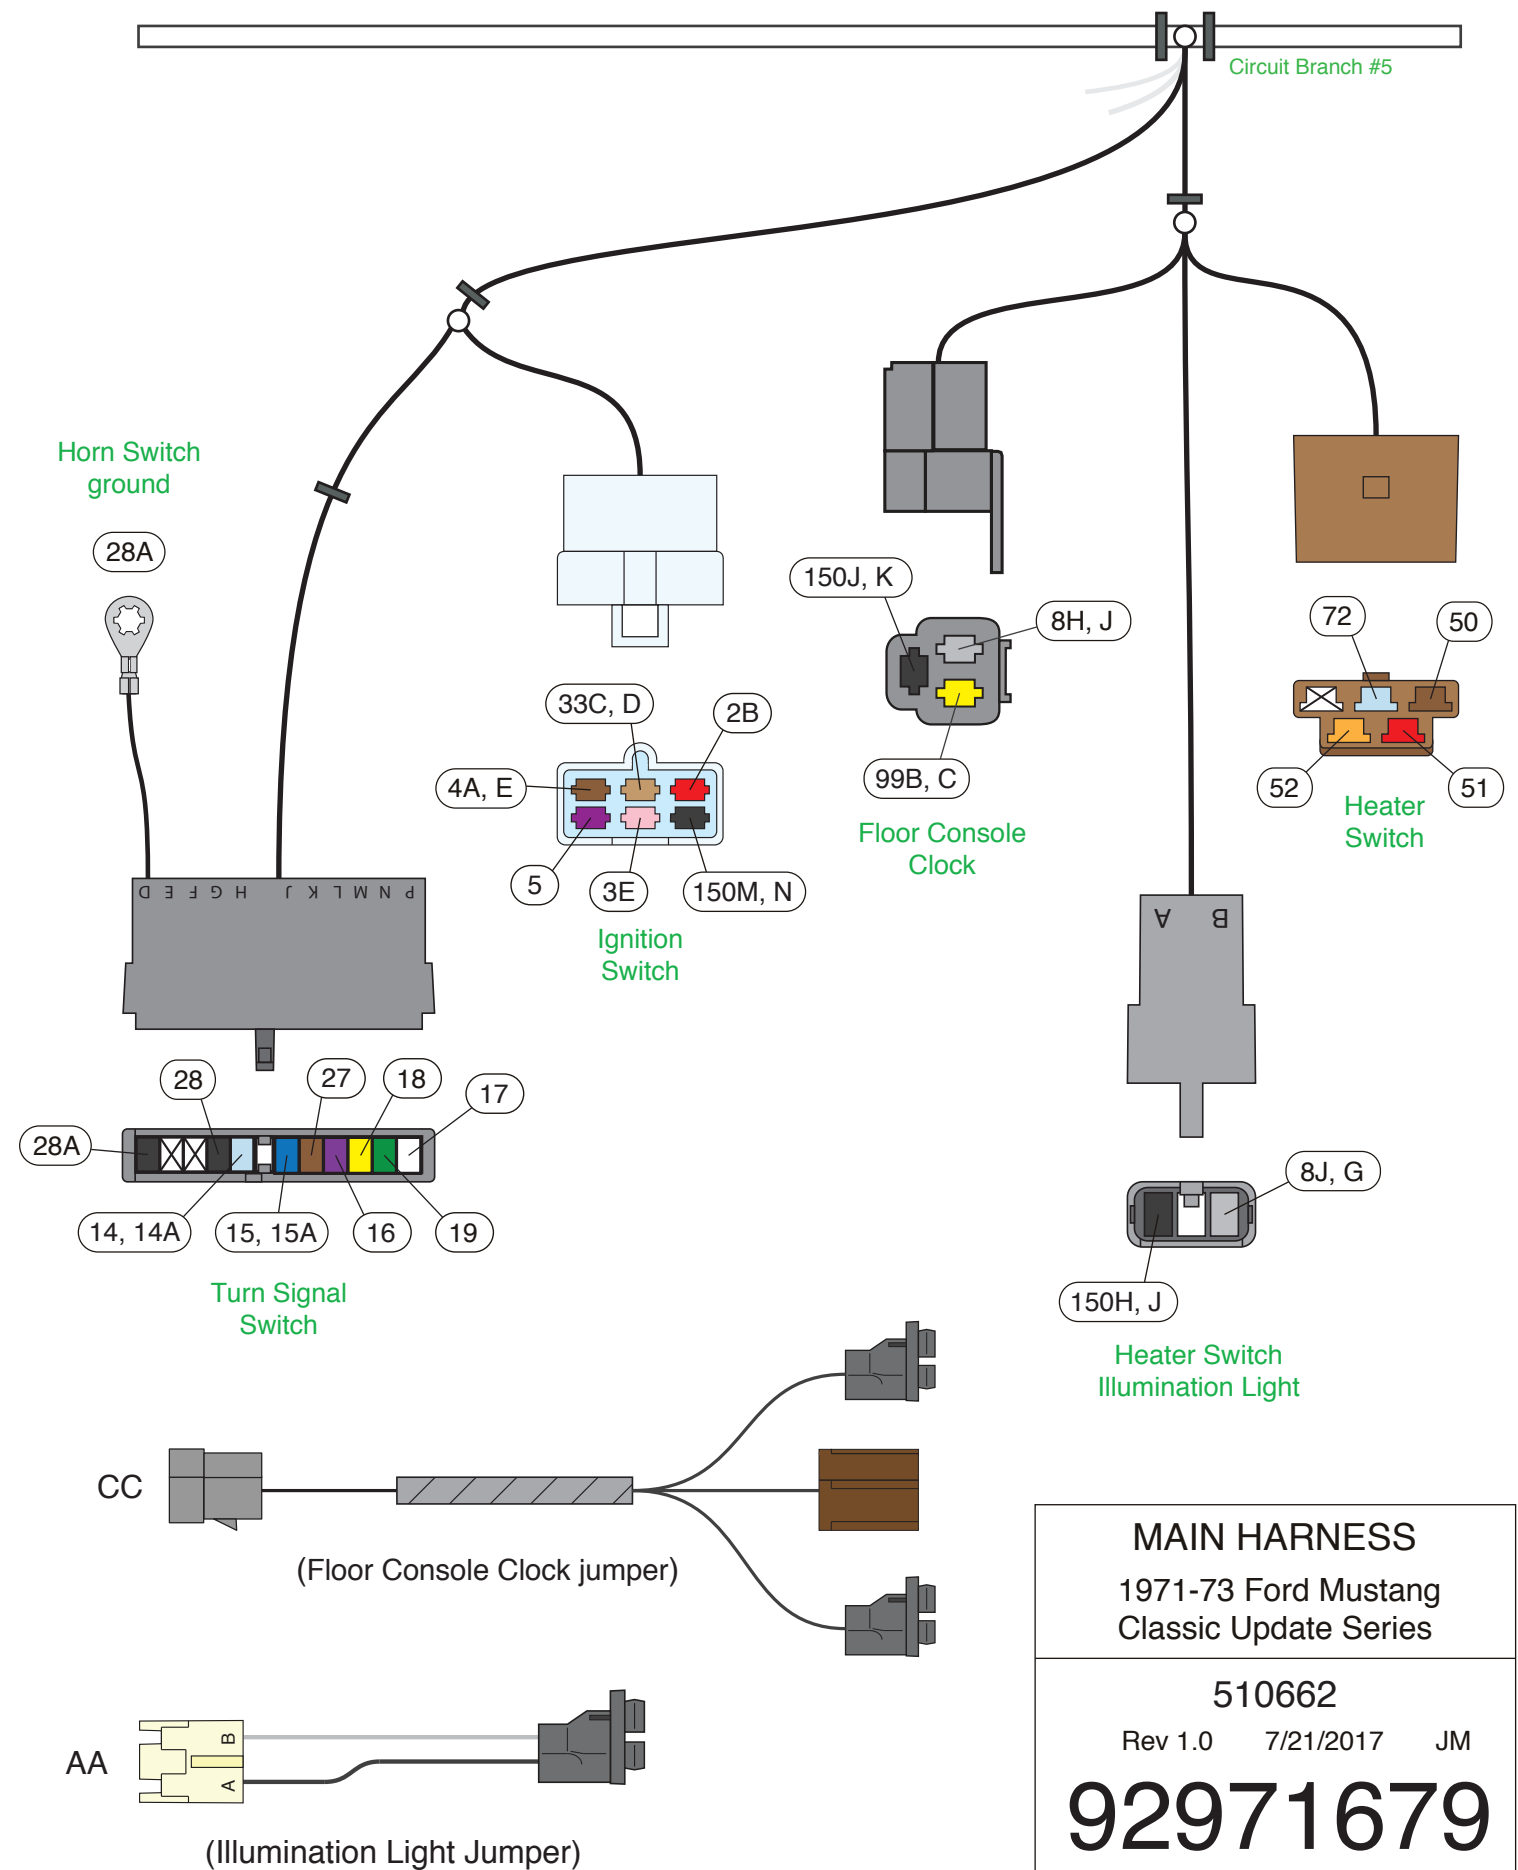 Circuit Branch #5
Horn Switch
ground
28A
150J, K
8H, J
72
50
33C, D
2B
4A, E
99B, C
52
51
Floor Console
Clock
Heater
Switch
5
3E
150M, N
D E F G H J K L M N P
A B
Ignition
Switch
28
27
18
17
28A
14, 14A
15, 15A
16
19
8J, G
150H, J
Turn Signal
Switch
Heater Switch
Illumination Light
CC
(Floor Console Clock jumper)
MAIN HARNESS
1971-73 Ford Mustang
Classic Update Series
510662
Rev 1.0 7/21/2017 JM
92971679
AA
B
A
(Illumination Light Jumper)